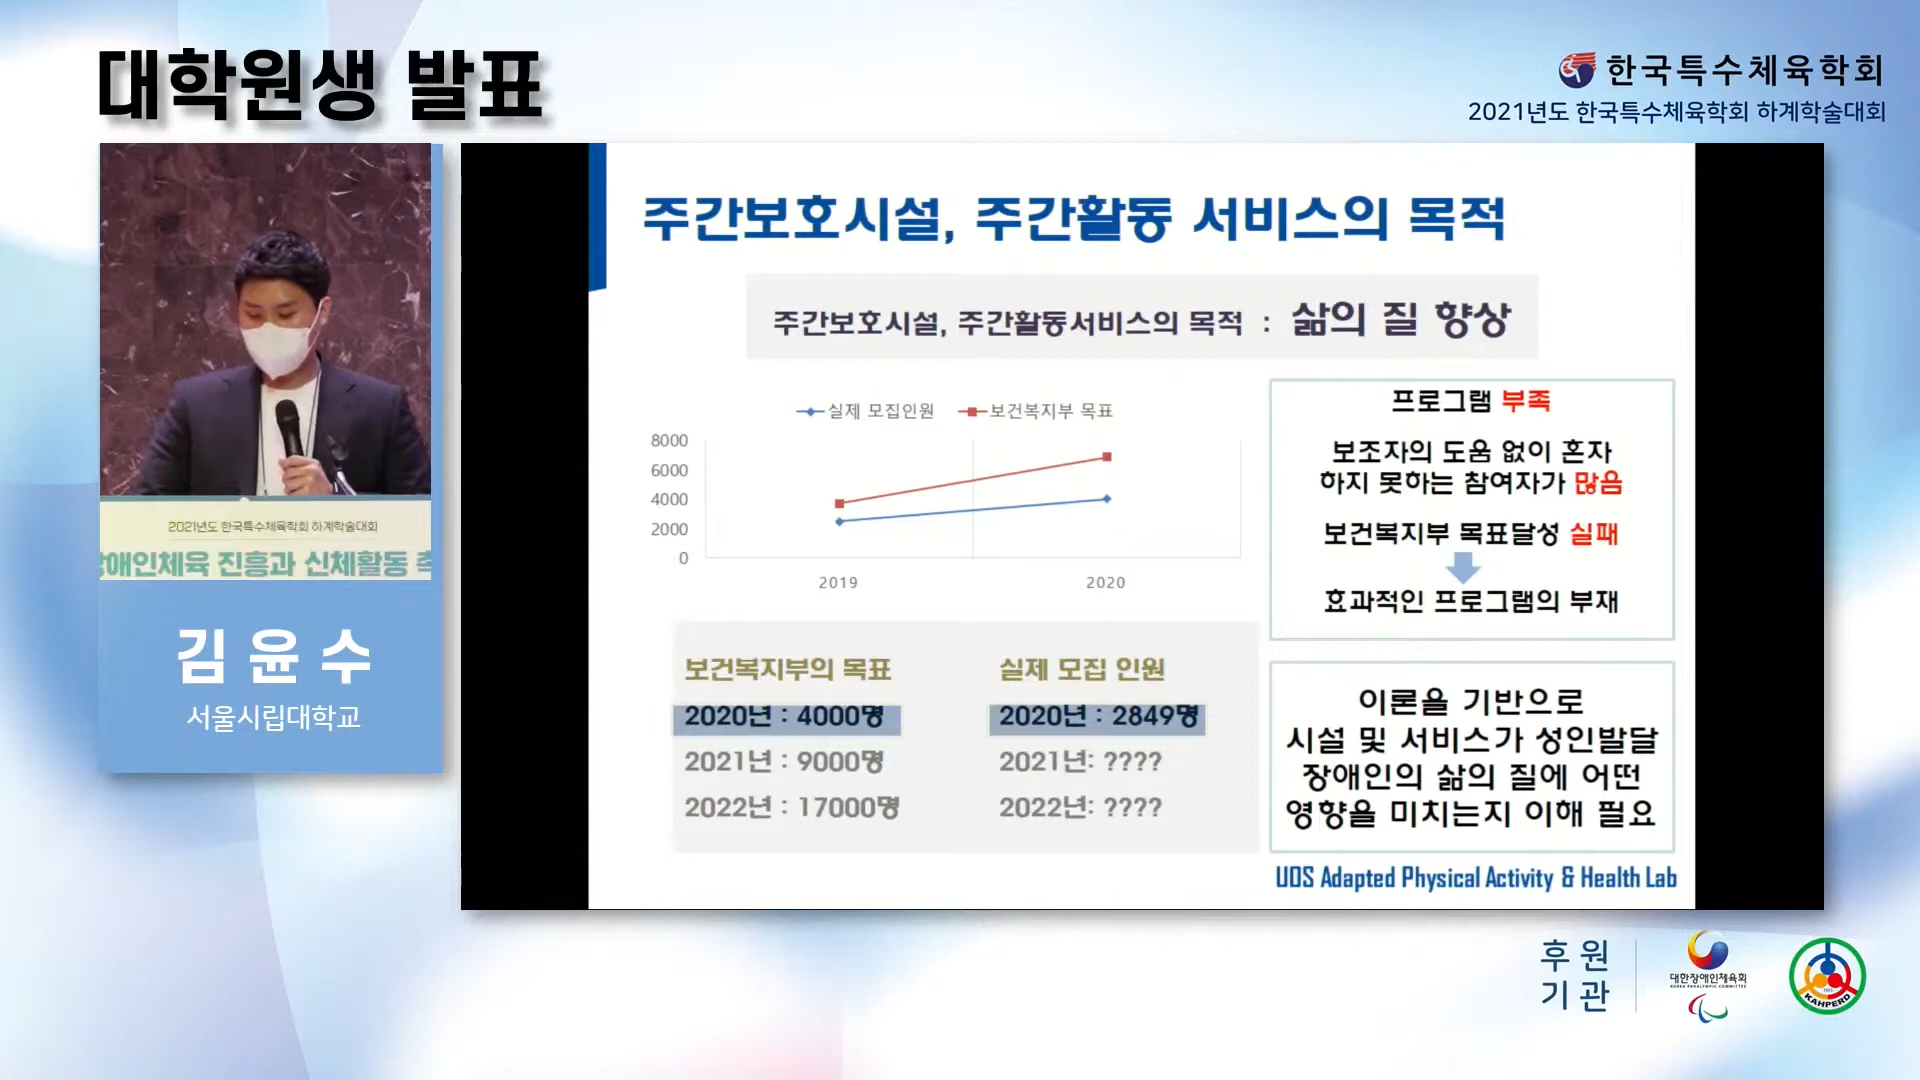 대학원생 발표
한국특수체육학회
2021년도 한국특수체육학회 하계학술대회
2021년도 한국특수체육학회 하계학술대회
장애인체육 진흥과 신체활동 촉
김 윤 수
서울시립대학교
주간보호시설, 주간활동 서비스의 목적
주간보호시설, 주간활동서비스의 목적 : 삶의 질 향상
실제 모집인원 보건복지부 목표
8000
6000
4000
2000
0
2019 2020
프로그램 부족
보조자의 도움 없이 혼자
하지 못하는 참여자가 많음
보건복지부 목표달성 실패
효과적인 프로그램의 부재
보건복지부의 목표
2020년 : 4000명
2021년 : 9000명
2022년 : 17000명
실제 모집 인원
2020년 : 2849명
2021년: ????
2022년: ????
이론을 기반으로
시설 및 서비스가 성인발달
장애인의 삶의 질에 어떤
영향을 미치는지 이해 필요
UOS Adapted Physical Activity & Health Lab
후 원
기 관
대한장애인체육회
KOREA PARALYMPIC COMMITTEE
KAHPERD